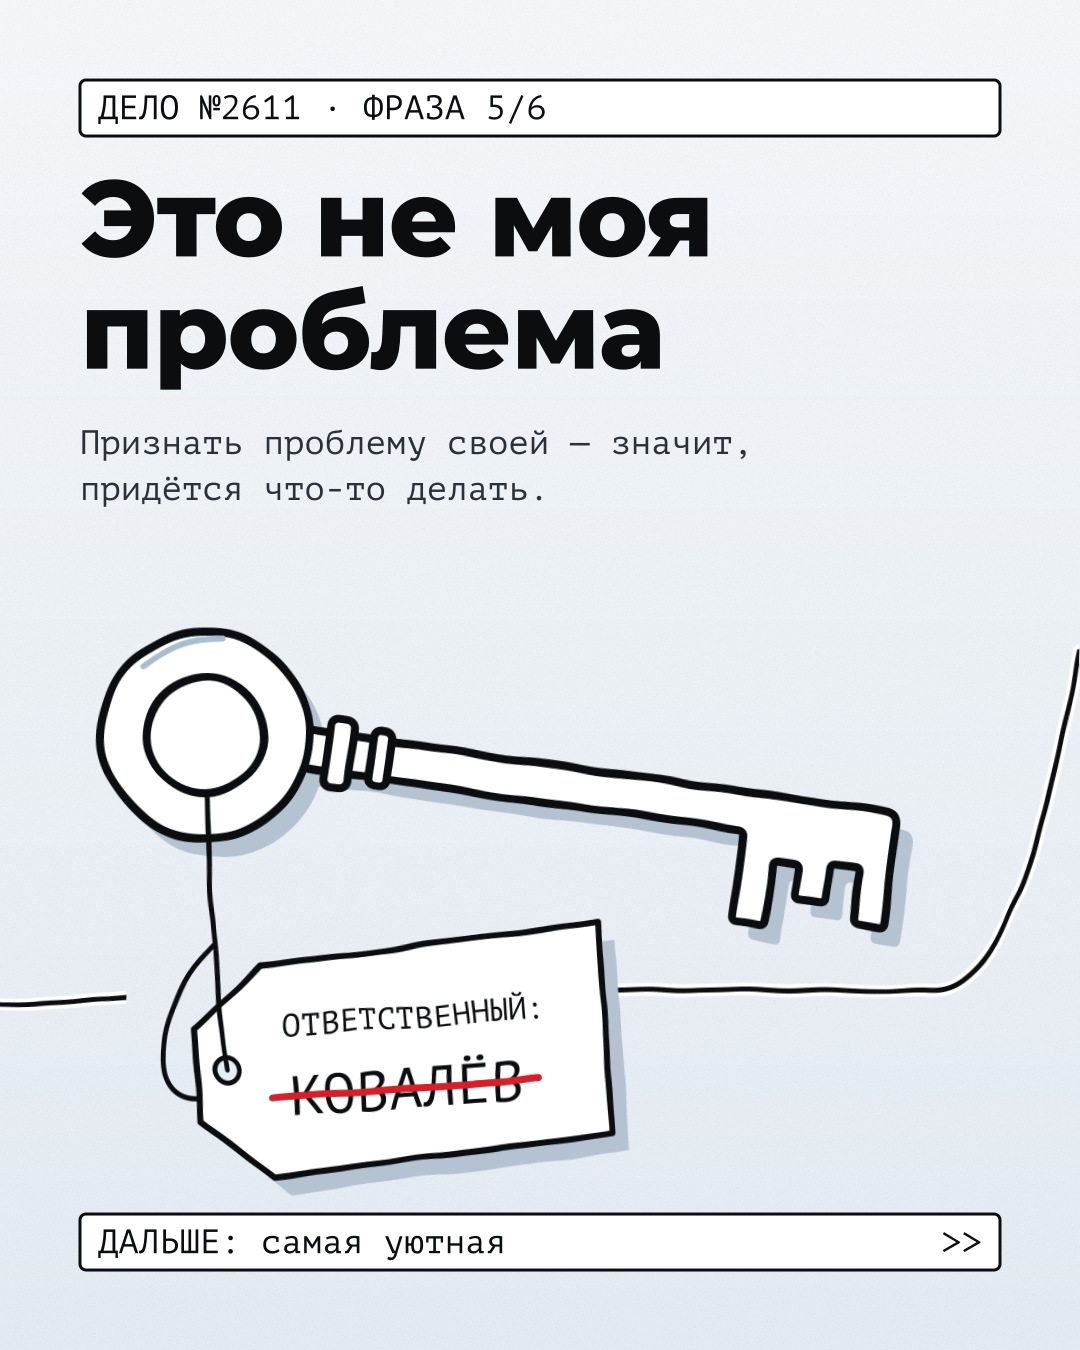 ДЕЛО №2611 · ФРАЗА 5/6
Это не моя
проблема
Признать проблему своей — значит,
придётся что-то делать.
ОТВЕТСТВЕННЫЙ:
КОВАЛЁВ
ДАЛЬШЕ: самая уютная >>